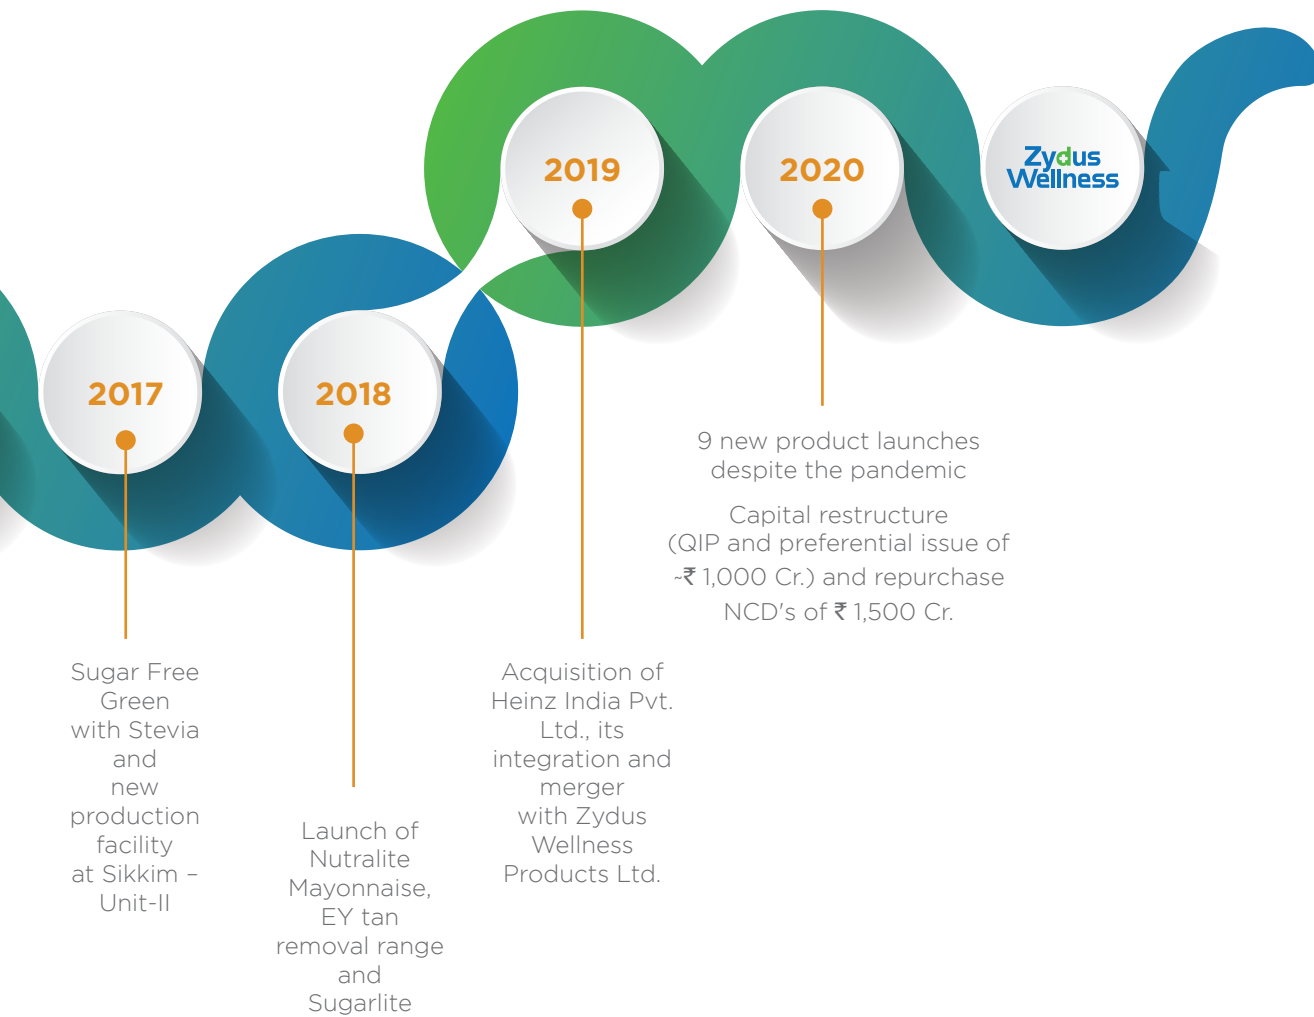 2017
Sugar Free
Green
with Stevia
and
new
production
facility
at Sikkim –
Unit-II
2018
Launch of
Nutralite
Mayonnaise,
EY tan
removal range
and
Sugarlite
2019
Acquisition of
Heinz India Pvt.
Ltd., its
integration and
merger
with Zydus
Wellness
Products Ltd.
2020
9 new product launches
despite the pandemic
Capital restructure
(QIP and preferential issue of
~₹ 1,000 Cr.) and repurchase
NCD's of ₹ 1,500 Cr.
Zydus
Wellness